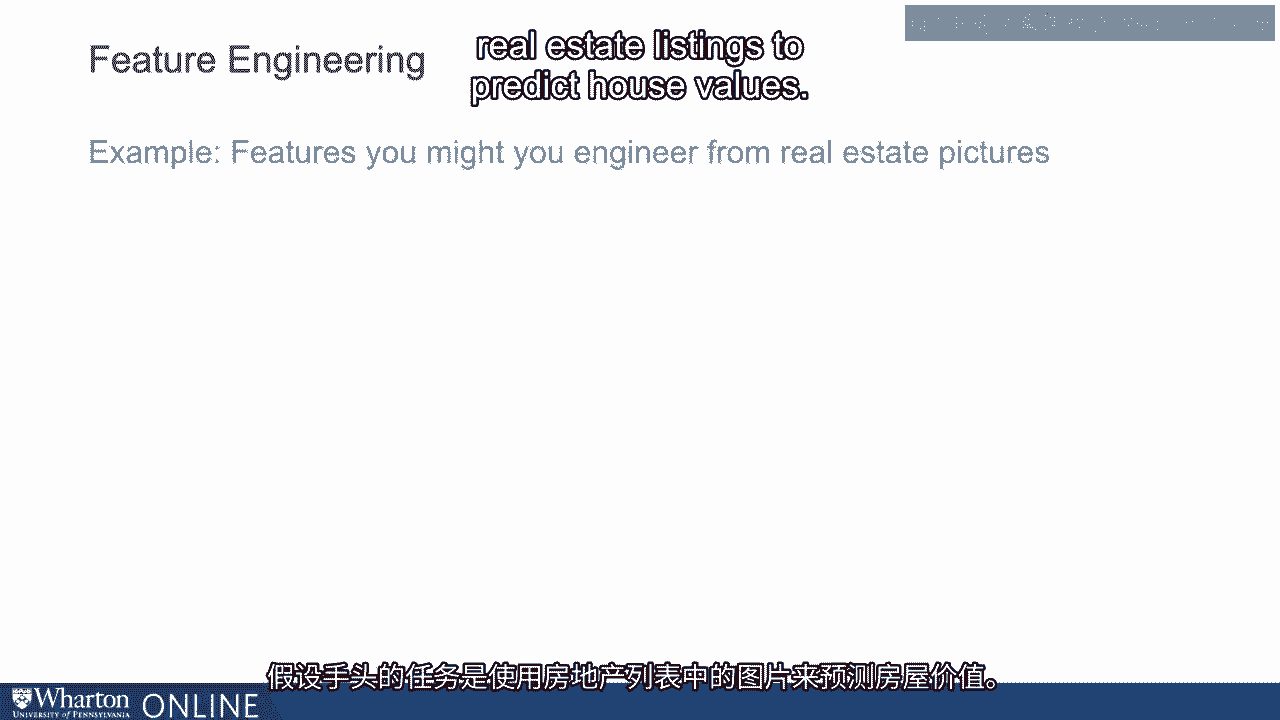 Feature Engineering
real estate listings to
predict house values.
Example: Features you might you engineer from real estate pictures
假设手头的任务是使用房地产列表中的图片来预测房屋价值。
Wharton
UNIVERSITY of PENNSYLVANIA
ONLINE